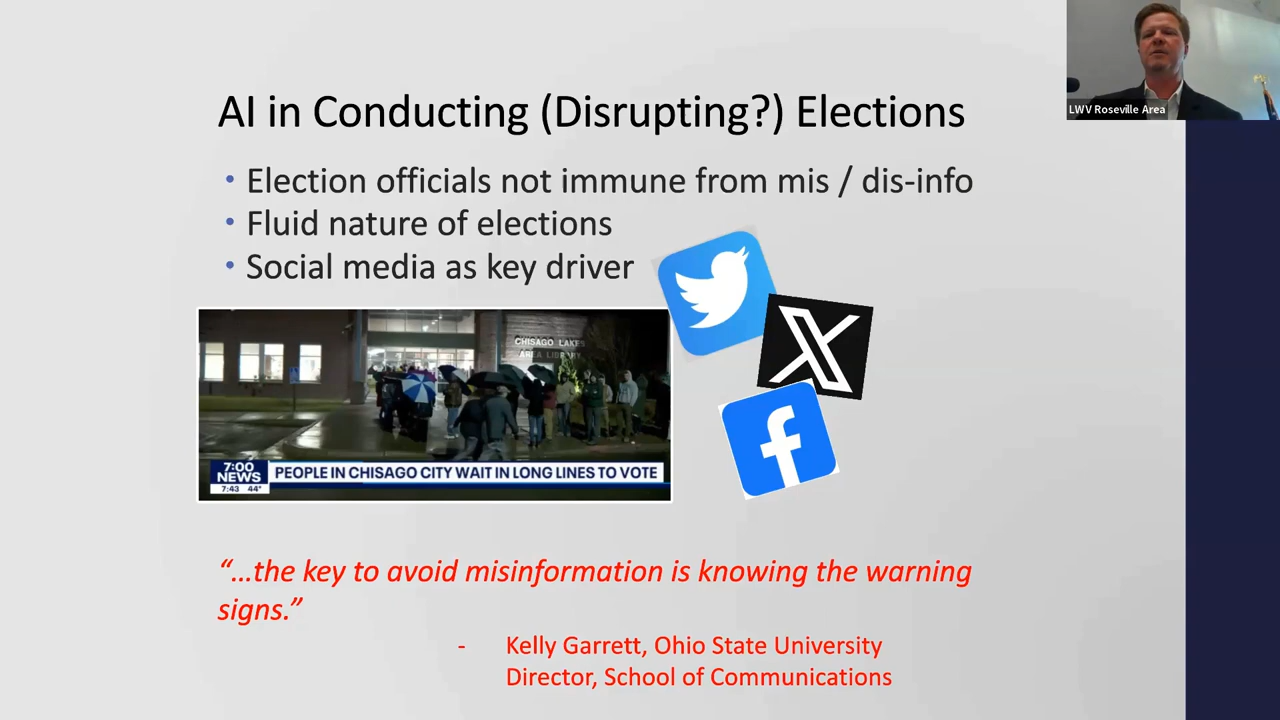 LWV Roseville Area
AI in Conducting (Disrupting?) Elections
• Election officials not immune from mis / dis-info
• Fluid nature of elections
• Social media as key driver
CHISAGO LAKES
AREA LIBRARY
7:00
NEWS
7:43 44°
PEOPLE IN CHISAGO CITY WAIT IN LONG LINES TO VOTE
“…the key to avoid misinformation is knowing the warning
signs.”
- Kelly Garrett, Ohio State University
Director, School of Communications